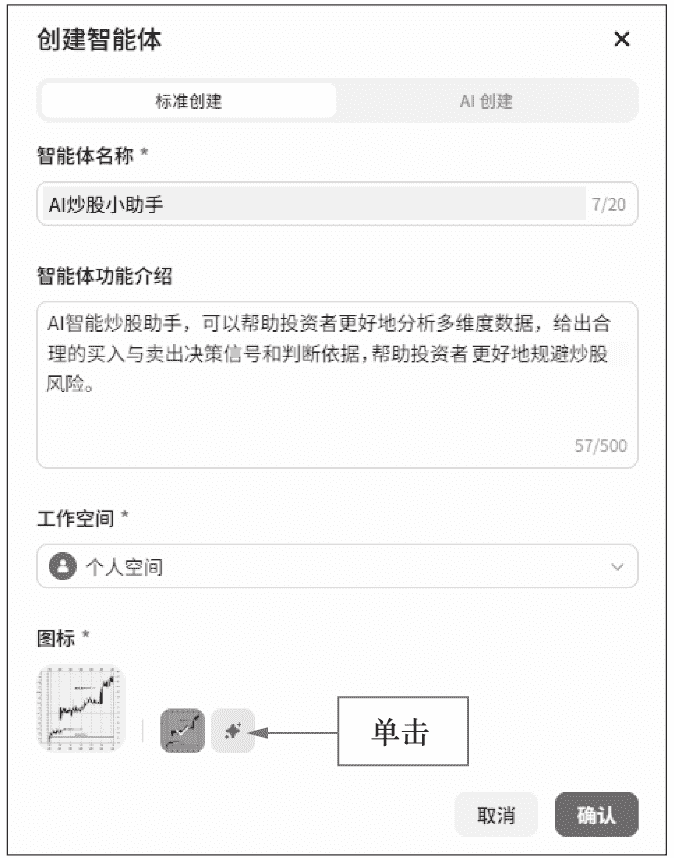 创建智能体
标准创建
AI 创建
智能体名称 *
AI炒股小助手
7/20
智能体功能介绍
AI智能炒股助手，可以帮助投资者更好地分析多维度数据，给出合
理的买入与卖出决策信号和判断依据，帮助投资者更好地规避炒股
风险。
57/500
工作空间 *
个人空间
图标 *
单击
取消
确认